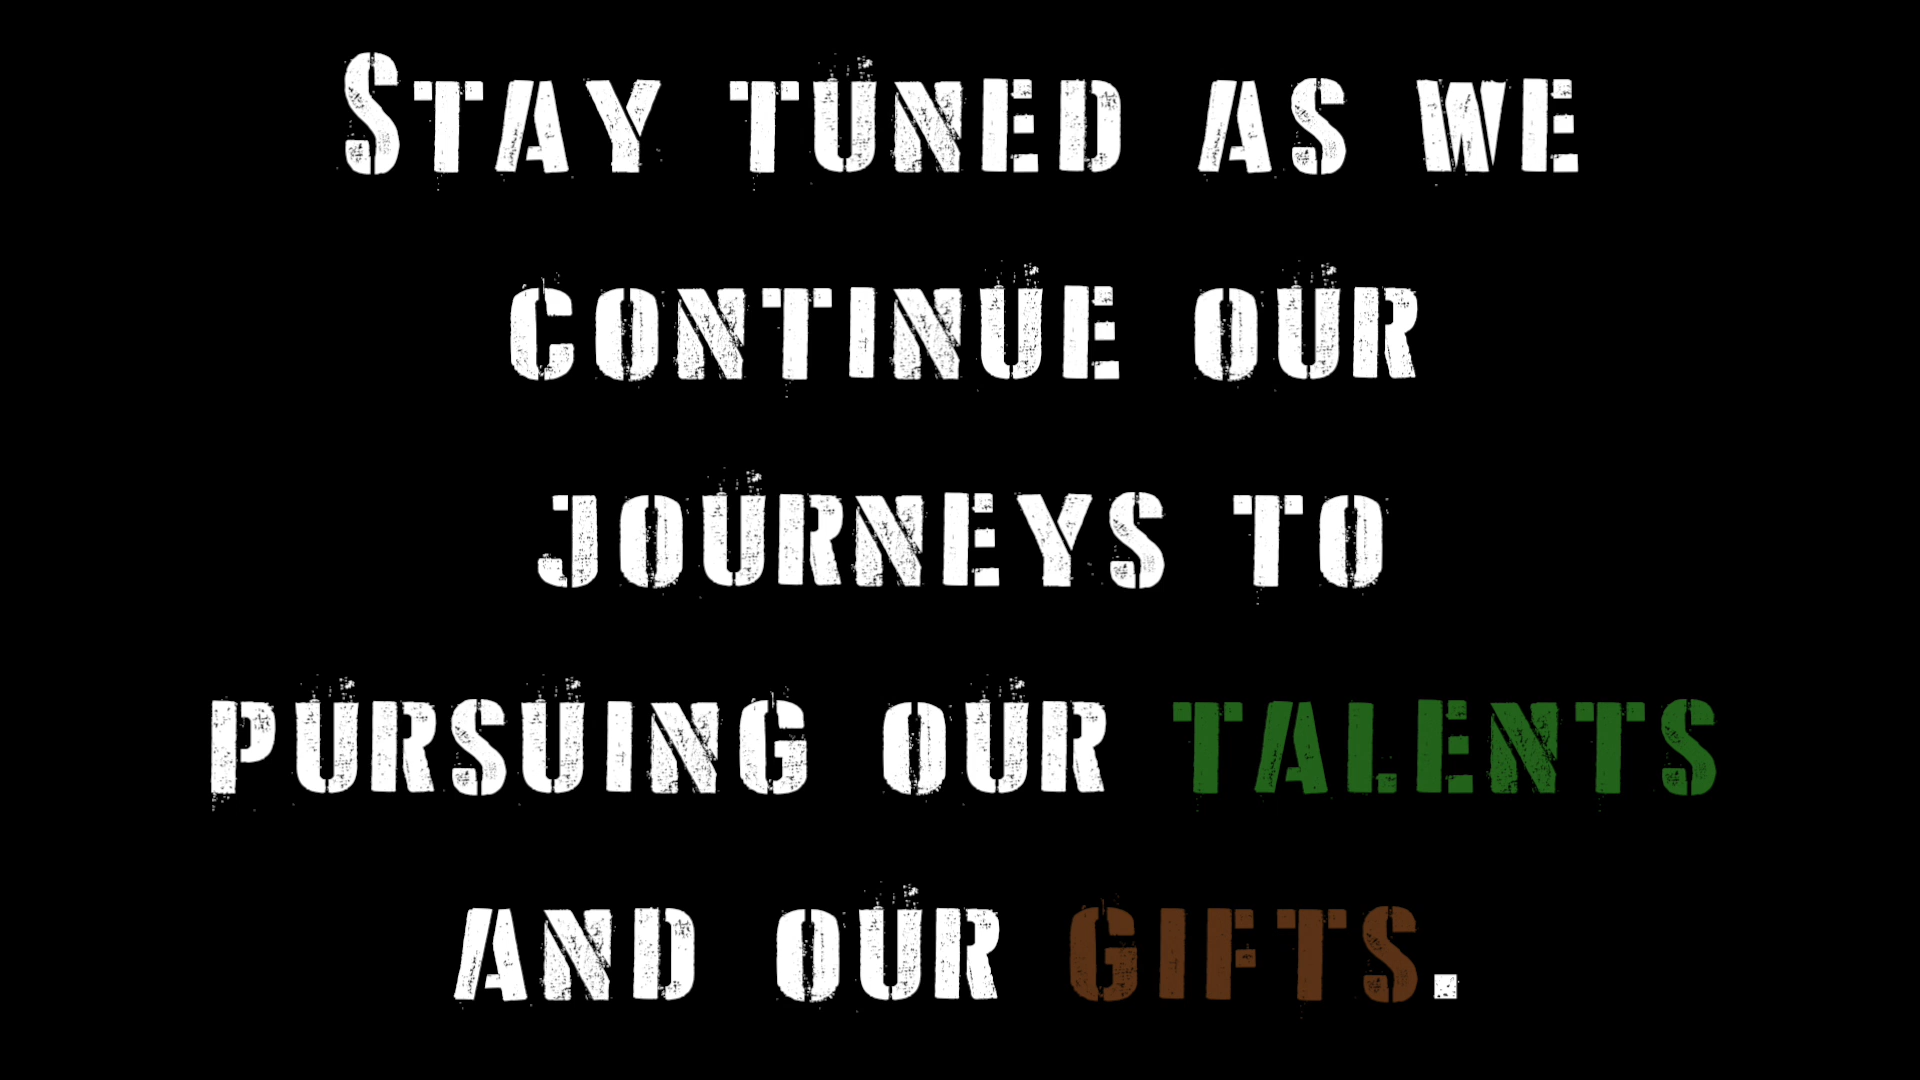 Stay tuned as we
continue our
journeys to
pursuing our talents
and our gifts.